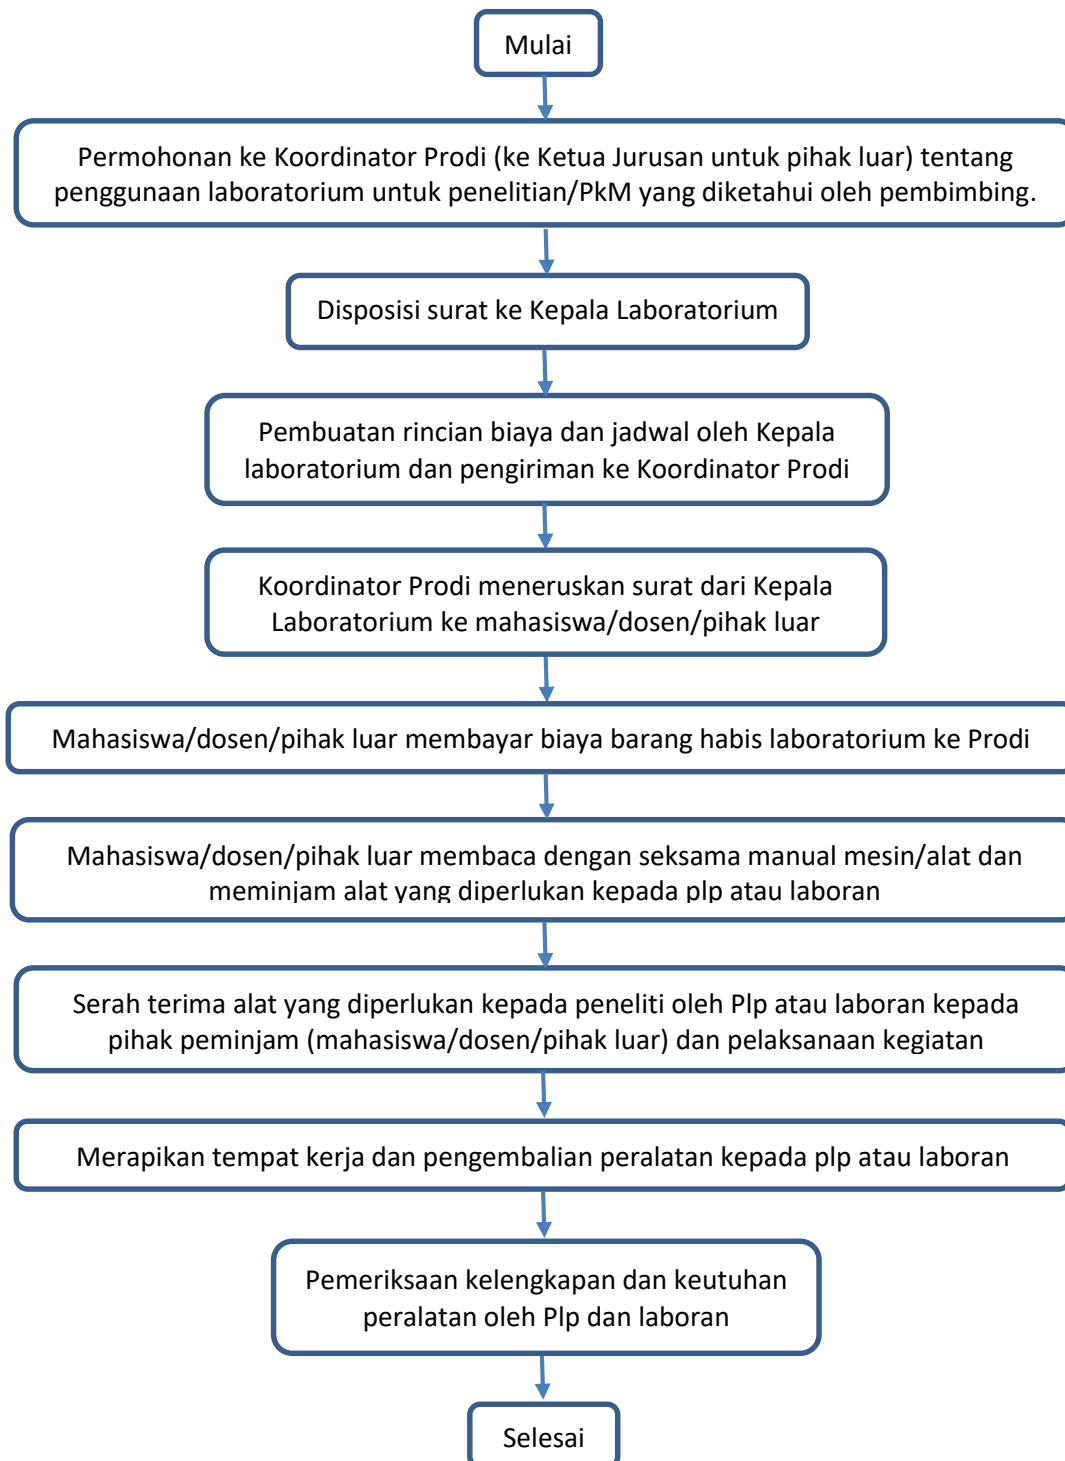 Mulai
Permohonan ke Koordinator Prodi (ke Ketua Jurusan untuk pihak luar) tentang
penggunaan laboratorium untuk penelitian/PkM yang diketahui oleh pembimbing.
Disposisi surat ke Kepala Laboratorium
Pembuatan rincian biaya dan jadwal oleh Kepala
laboratorium dan pengiriman ke Koordinator Prodi
Koordinator Prodi meneruskan surat dari Kepala
Laboratorium ke mahasiswa/dosen/pihak luar
Mahasiswa/dosen/pihak luar membayar biaya barang habis laboratorium ke Prodi
Mahasiswa/dosen/pihak luar membaca dengan seksama manual mesin/alat dan
meminjam alat yang diperlukan kepada plp atau laboran
Serah terima alat yang diperlukan kepada peneliti oleh Plp atau laboran kepada
pihak peminjam (mahasiswa/dosen/pihak luar) dan pelaksanaan kegiatan
Merapikan tempat kerja dan pengembalian peralatan kepada plp atau laboran
Pemeriksaan kelengkapan dan keutuhan
peralatan oleh Plp dan laboran
Selesai